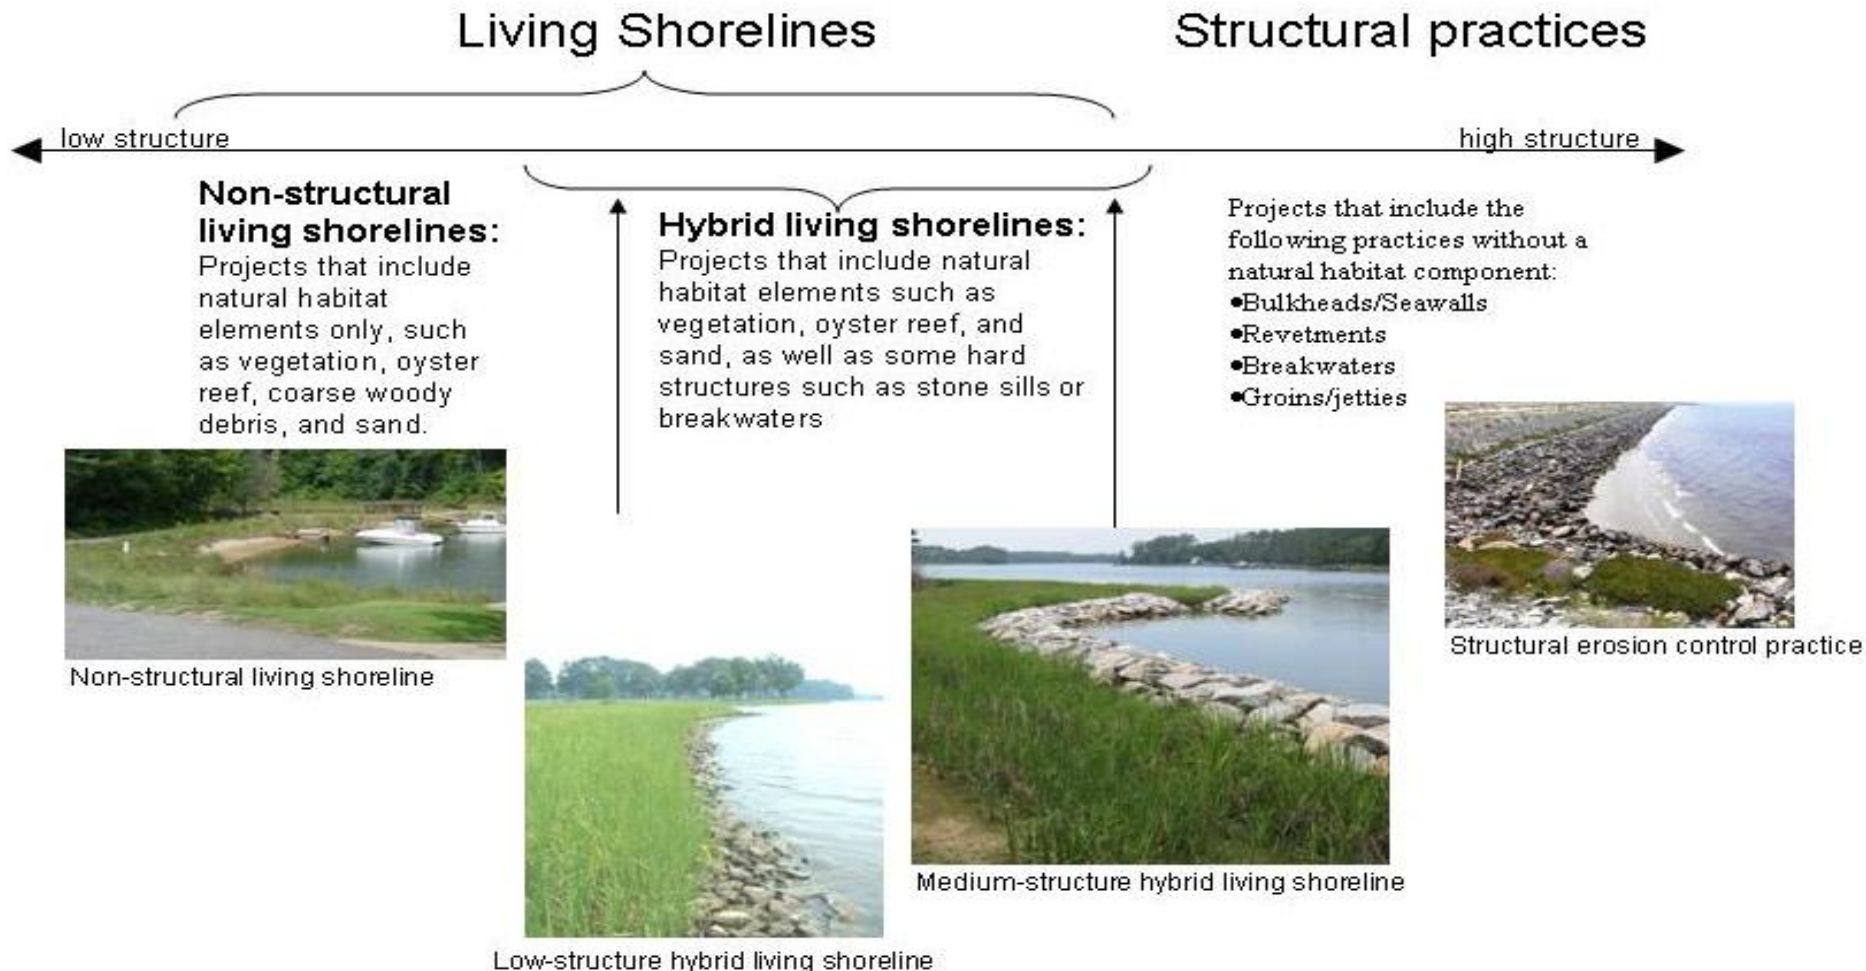 Living Shorelines
Structural practices
low structure
high structure
Non-structural
living shorelines:
Projects that include
natural habitat
elements only, such
as vegetation, oyster
reef, coarse woody
debris, and sand.
Hybrid living shorelines:
Projects that include natural
habitat elements such as
vegetation, oyster reef, and
sand, as well as some hard
structures such as stone sills or
breakwaters
Projects that include the
following practices without a
natural habitat component:
•Bulkheads/Seawalls
•Revetments
•Breakwaters
•Groins/jetties
Non-structural living shoreline
Low-structure hybrid living shoreline
Medium-structure hybrid living shoreline
Structural erosion control practice